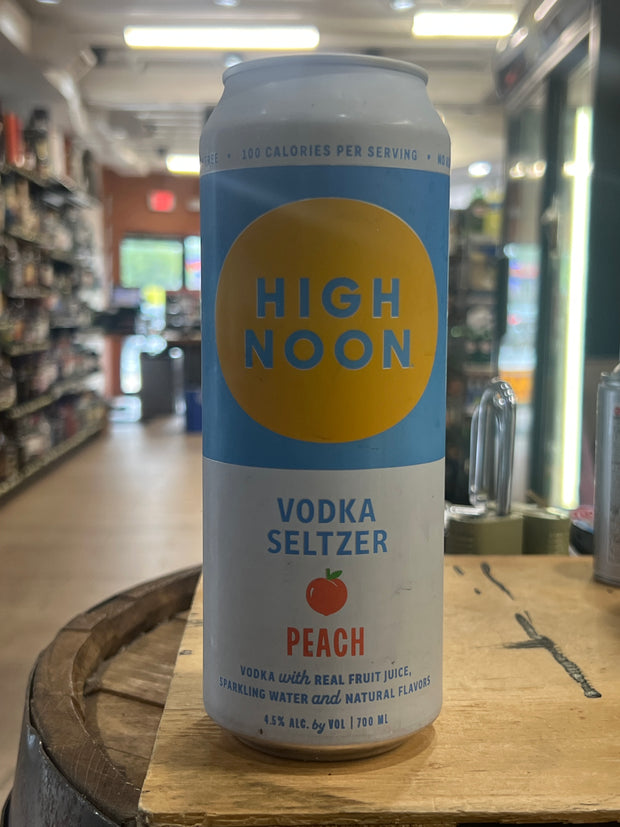 100 CALORIES PER SERVING
HIGH
NOON
VODKA
SELTZER
PEACH
VODKA with REAL FRUIT JUICE,
SPARKLING WATER and NATURAL FLAVORS
4.5% ALC. by VOL | 700 ML